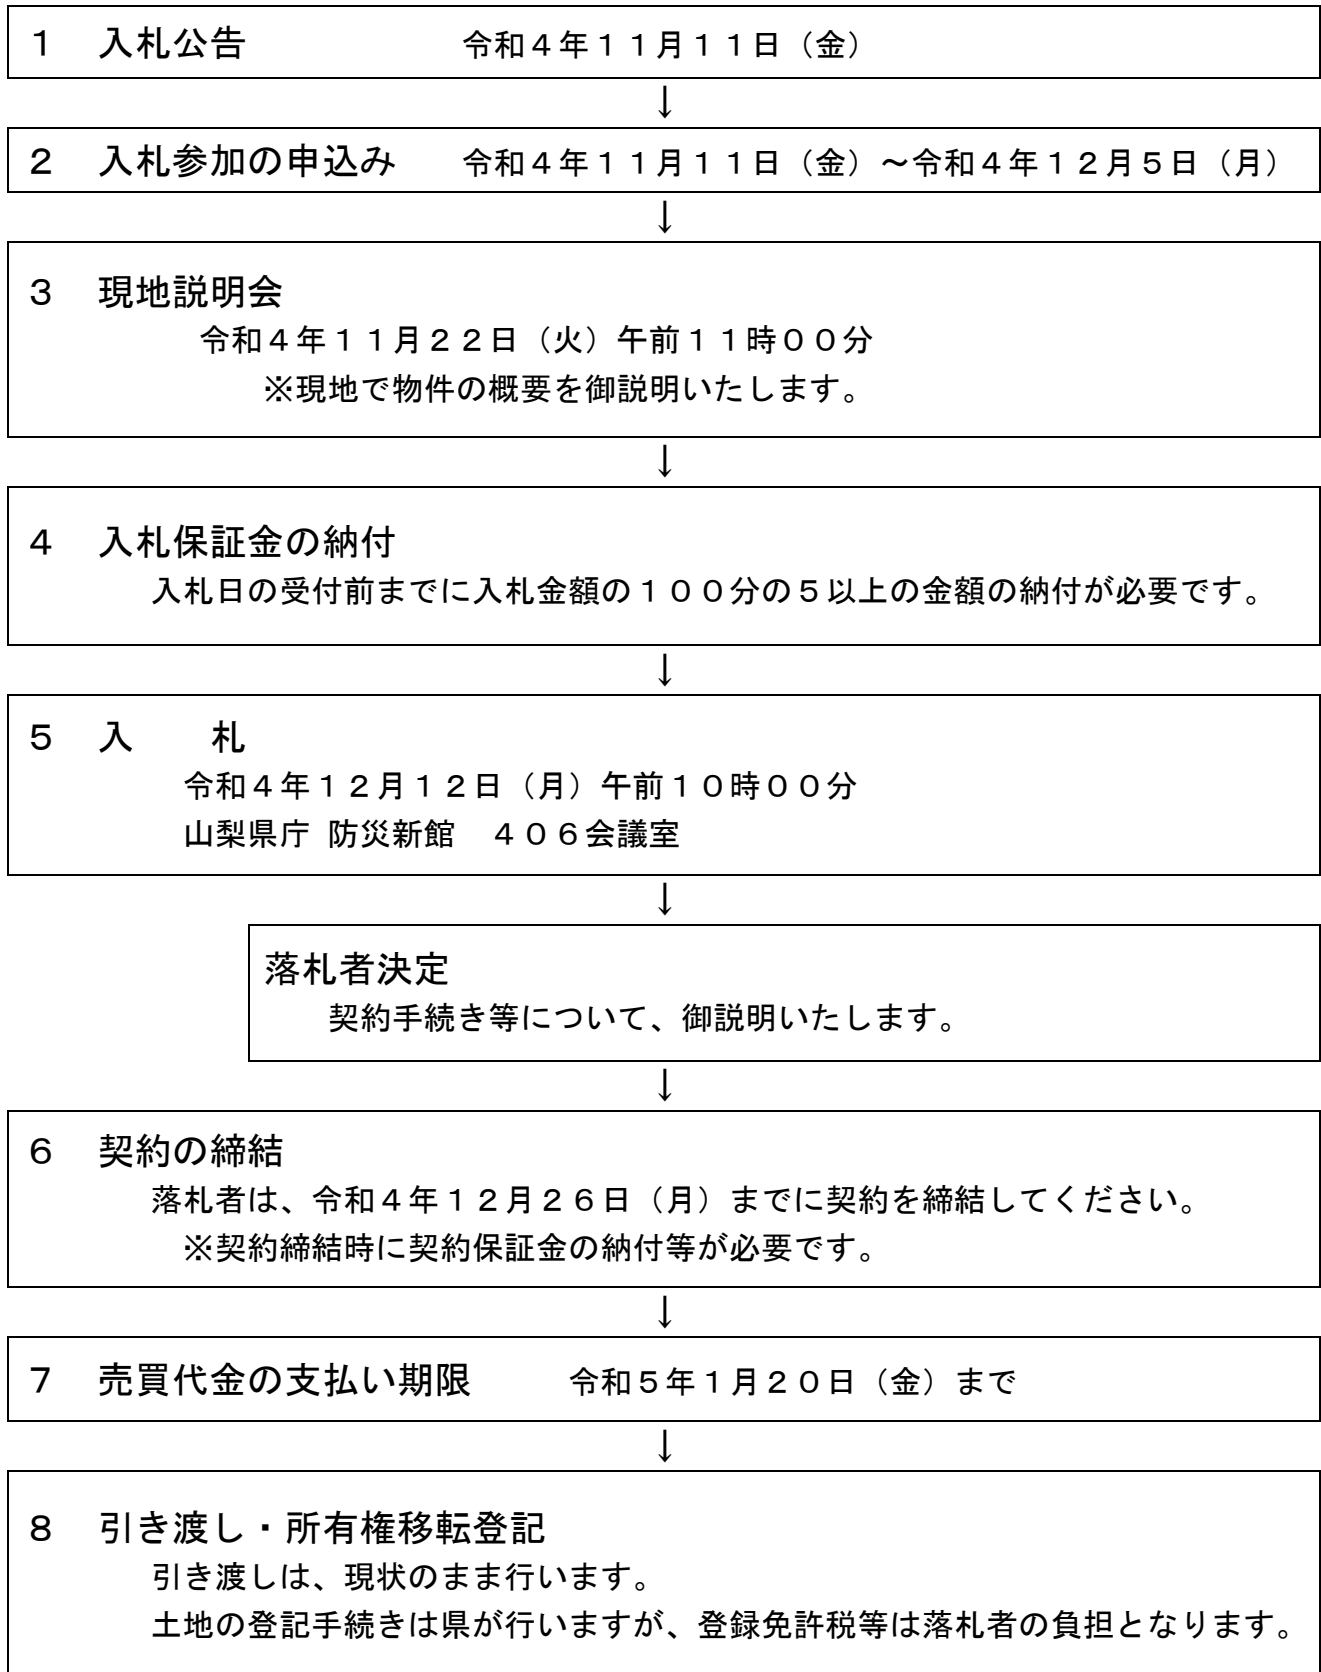 １　入札公告　令和４年１１月１１日（金）
↓
２　入札参加の申込み　令和４年１１月１１日（金）～令和４年１２月５日（月）
↓
３　現地説明会
令和４年１１月２２日（火）午前１１時００分
※現地で物件の概要を御説明いたします。
↓
４　入札保証金の納付
入札日の受付前までに入札金額の１００分の５以上の金額の納付が必要です。
↓
５　入　　札
令和４年１２月１２日（月）午前１０時００分
山梨県庁 防災新館　４０６会議室
↓
落札者決定
契約手続き等について、御説明いたします。
↓
６　契約の締結
落札者は、令和４年１２月２６日（月）までに契約を締結してください。
※契約締結時に契約保証金の納付等が必要です。
↓
７　売買代金の支払い期限　令和５年１月２０日（金）まで
↓
８　引き渡し・所有権移転登記
引き渡しは、現状のまま行います。
土地の登記手続きは県が行いますが、登録免許税等は落札者の負担となります。